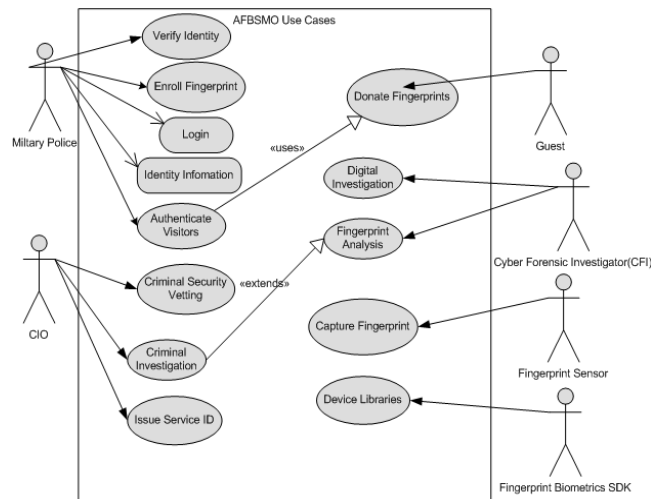 AFBSMO Use Cases
Verify Identity
Enroll Fingerprint
Login
Identity Infomation
Authenticate
Visitors
Miltary Police
«uses»
Donate Fingerprints
Guest
Digital
Investigation
Fingerprint
Analysis
Cyber Forensic Investigator(CFI)
CIO
Criminal Security
Vetting
«extends»
Criminal
Investigation
Issue Service ID
Capture Fingerprint
Fingerprint Sensor
Device Libraries
Fingerprint Biometrics SDK